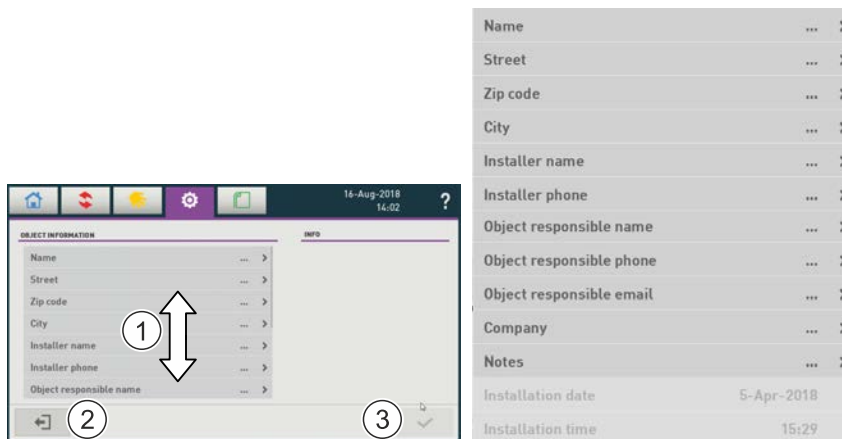 16-Aug-2018
14:02
?
OBJECT INFORMATION
INFO
Name ... >
Street ... >
Zip code ... >
City ... >
Installer name ... >
Installer phone ... >
Object responsible name ... >
1
2
3
Name ...
Street ...
Zip code ...
City ...
Installer name ...
Installer phone ...
Object responsible name ...
Object responsible phone ...
Object responsible email ...
Company ...
Notes ...
Installation date 5-Apr-2018
Installation time 15:29